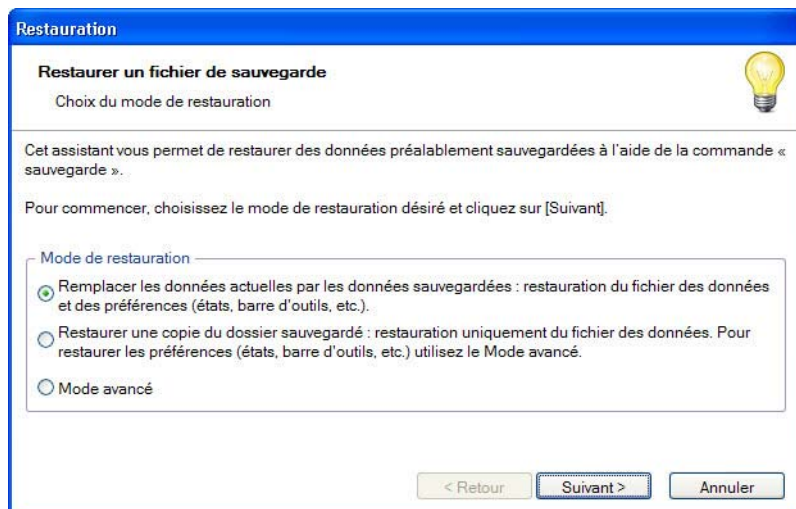 Restauration
Restaurer un fichier de sauvegarde
Choix du mode de restauration
Cet assistant vous permet de restaurer des données préalablement sauvegardées à l'aide de la commande «
sauvegarde ».
Pour commencer, choisissez le mode de restauration désiré et cliquez sur [Suivant].
Mode de restauration
Remplacer les données actuelles par les données sauvegardées : restauration du fichier des données
et des préférences (états, barre d'outils, etc.).
Restaurer une copie du dossier sauvegardé : restauration uniquement du fichier des données. Pour
restaurer les préférences (états, barre d'outils, etc.) utilisez le Mode avancé.
Mode avancé
< Retour
Suivant >
Annuler